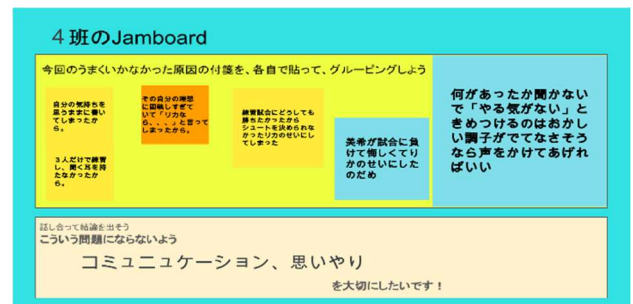 4班のJamboard
今回のうまくいかなかった原因の付箋を、各自で貼って、グルーピングしよう
自分の気持ちを
思うままに書い
てしまったか
ら。
3人だけで練習
し、聞く耳を持
たなかったか
ら。
その自分の理想
に固執しすぎて
いて「リカな
ら、、、」と言って
しまったから。
練習試合にどうしても
勝ちたかったから
シュートを決められな
かったリカのせいにし
てしまった
美希が試合に負
けて悔しくてり
かのせいにした
のだめ
何があったか聞かない
で「やる気がない」と
きめつけるのはおかし
い調子がでてなさそう
なら声をかけてあげれ
ばいい
話し合って結論を出そう
こういう問題にならないよう
コミュニュケーション、思いやり
を大切にしたいです！